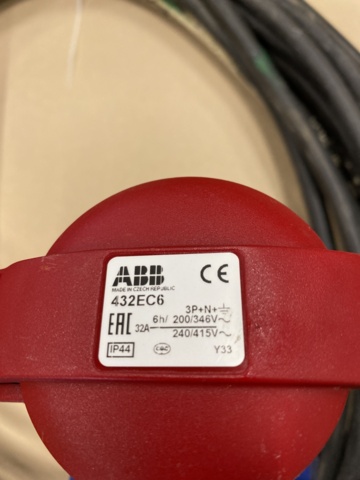 ABB CE
MADE IN CZECH REPUBLIC
432EC6
3P+N+
EAC 32A 6h/ 200/346V~
240/415V~
IP44 Y33